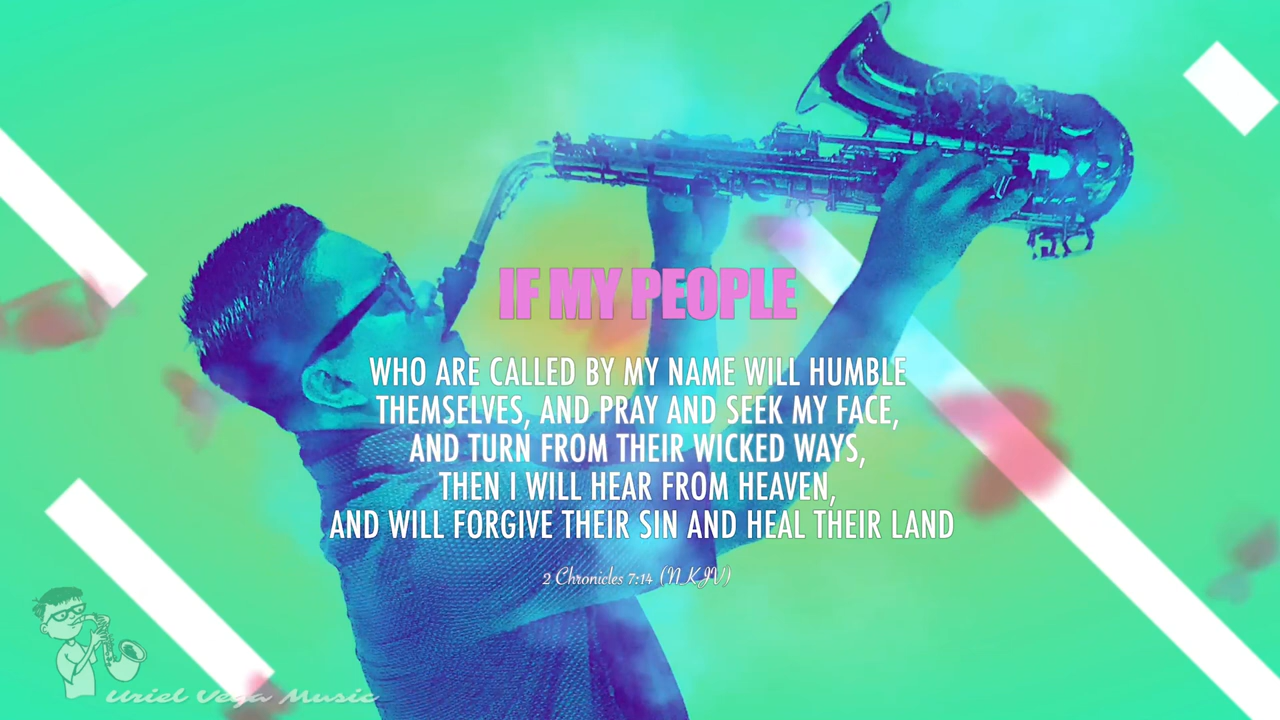 IF MY PEOPLE
WHO ARE CALLED BY MY NAME WILL HUMBLE
THEMSELVES, AND PRAY AND SEEK MY FACE,
AND TURN FROM THEIR WICKED WAYS,
THEN I WILL HEAR FROM HEAVEN,
AND WILL FORGIVE THEIR SIN AND HEAL THEIR LAND
2 Chronicles 7:14 (NKJV)
Uriel Vega Music